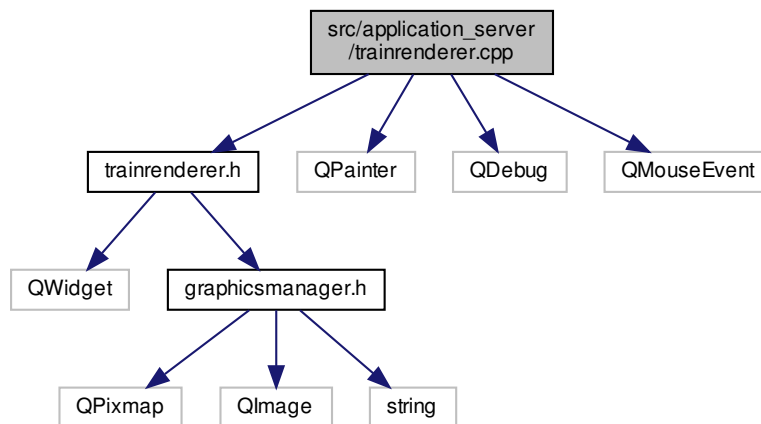 src/application_server
/trainrenderer.cpp
trainrenderer.h
QPainter
QDebug
QMouseEvent
QWidget
graphicsmanager.h
QPixmap
QImage
string